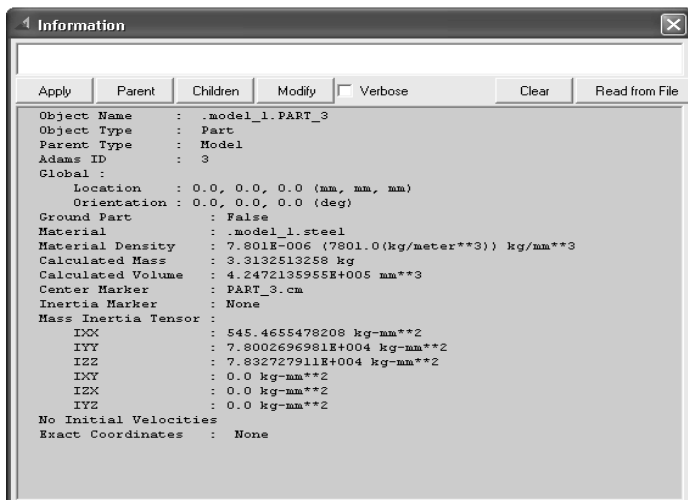 Information
Apply Parent Children Modify Verbose Clear Read from File
Object Name : .model_1.PART_3
Object Type : Part
Parent Type : Model
Adams ID : 3
Global :
Location : 0.0, 0.0, 0.0 (mm, mm, mm)
Orientation : 0.0, 0.0, 0.0 (deg)
Ground Part : False
Material : .model_1.steel
Material Density : 7.801E-006 (7801.0(kg/meter**3)) kg/mm**3
Calculated Mass : 3.3132513258 kg
Calculated Volume : 4.2472135955E+005 mm**3
Center Marker : PART_3.cm
Inertia Marker : None
Mass Inertia Tensor :
IXX : 545.4655478208 kg-mm**2
IYY : 7.8002696981E+004 kg-mm**2
IZZ : 7.832727911E+004 kg-mm**2
IXY : 0.0 kg-mm**2
IZX : 0.0 kg-mm**2
IYZ : 0.0 kg-mm**2
No Initial Velocities
Exact Coordinates : None